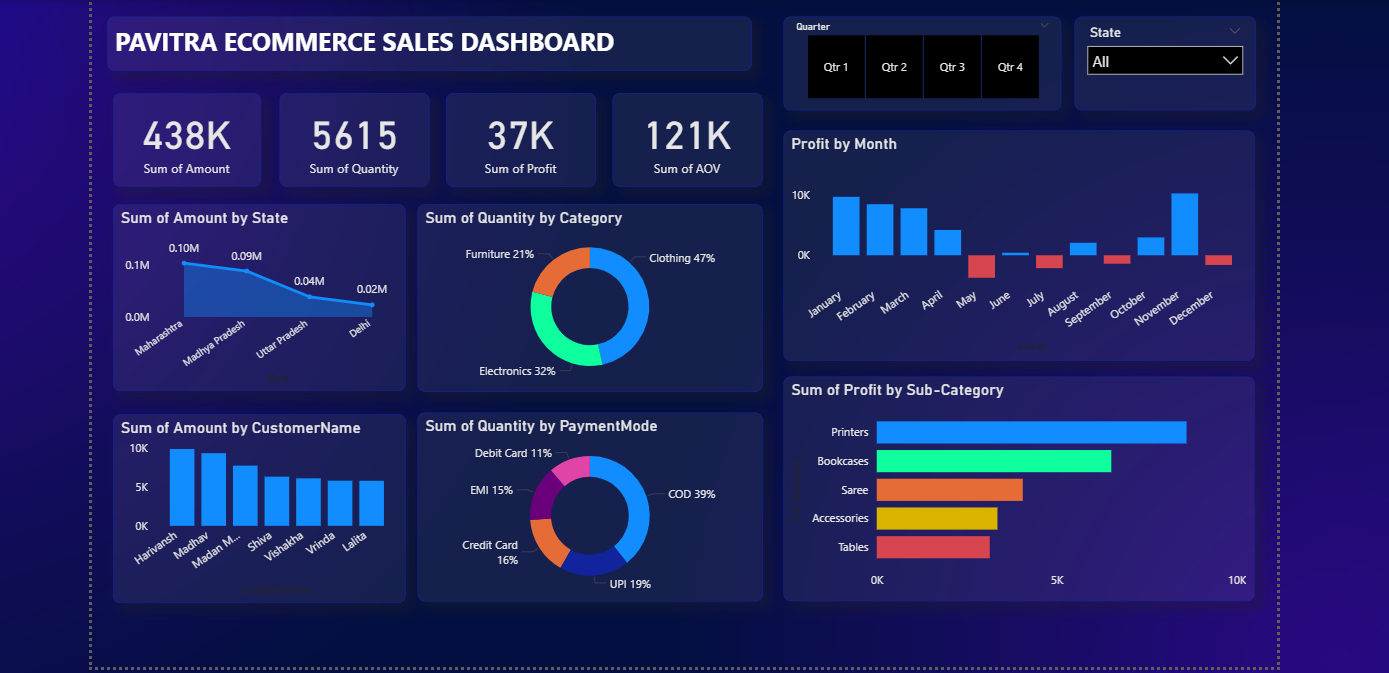 PAVITRA ECOMMERCE SALES DASHBOARD
Quarter
Qtr 1
Qtr 2
Qtr 3
Qtr 4
State
All
438K
Sum of Amount
5615
Sum of Quantity
37K
Sum of Profit
121K
Sum of AOV
Sum of Amount by State
0.10M
0.09M
0.04M
0.02M
0.1M
0.0M
Maharashtra
Madhya Pradesh
Uttar Pradesh
Delhi
Sum of Quantity by Category
Furniture 21%
Clothing 47%
Electronics 32%
Profit by Month
10K
0K
January
February
March
April
May
June
July
August
September
October
November
December
Sum of Amount by CustomerName
10K
5K
0K
Harivansh
Madhav
Madan M...
Shiva
Vishakha
Vrinda
Lalita
Sum of Quantity by PaymentMode
Debit Card 11%
EMI 15%
COD 39%
Credit Card
16%
UPI 19%
Sum of Profit by Sub-Category
Printers
Bookcases
Saree
Accessories
Tables
0K
5K
10K